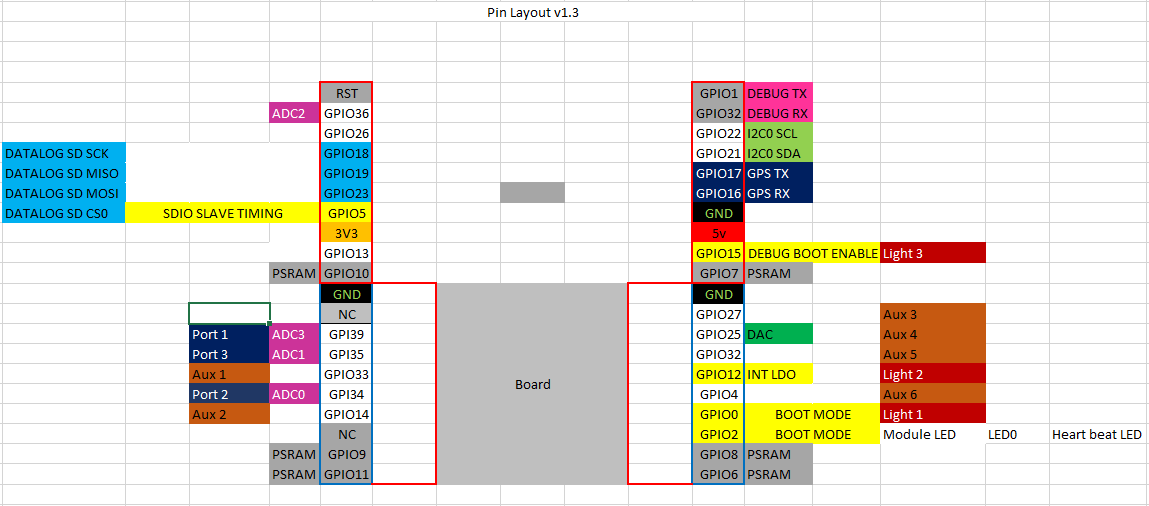 Pin Layout v1.3
RST GPIO1 DEBUG TX
ADC2 GPIO36 GPIO32 DEBUG RX
GPIO26 GPIO22 I2C0 SCL
DATALOG SD SCK GPIO18 GPIO21 I2C0 SDA
DATALOG SD MISO GPIO19 GPIO17 GPS TX
DATALOG SD MOSI GPIO23 GPIO16 GPS RX
DATALOG SD CS0 SDIO SLAVE TIMING GPIO5 GND
3V3 5v
GPIO13 GPIO15 DEBUG BOOT ENABLE Light 3
PSRAM GPIO10 GPIO7 PSRAM
GND GND
NC GPIO27 Aux 3
Port 1 ADC3 GPI39 GPIO25 DAC Aux 4
Port 3 ADC1 GPI35 GPIO32 Aux 5
Aux 1 GPIO33 GPIO12 INT LDO Light 2
Port 2 ADC0 GPI34 Board GPIO4 Aux 6
Aux 2 GPIO14 GPIO0 BOOT MODE Light 1
NC GPIO2 BOOT MODE Module LED LED0 Heart beat LED
PSRAM GPIO9 GPIO8 PSRAM
PSRAM GPIO11 GPIO6 PSRAM